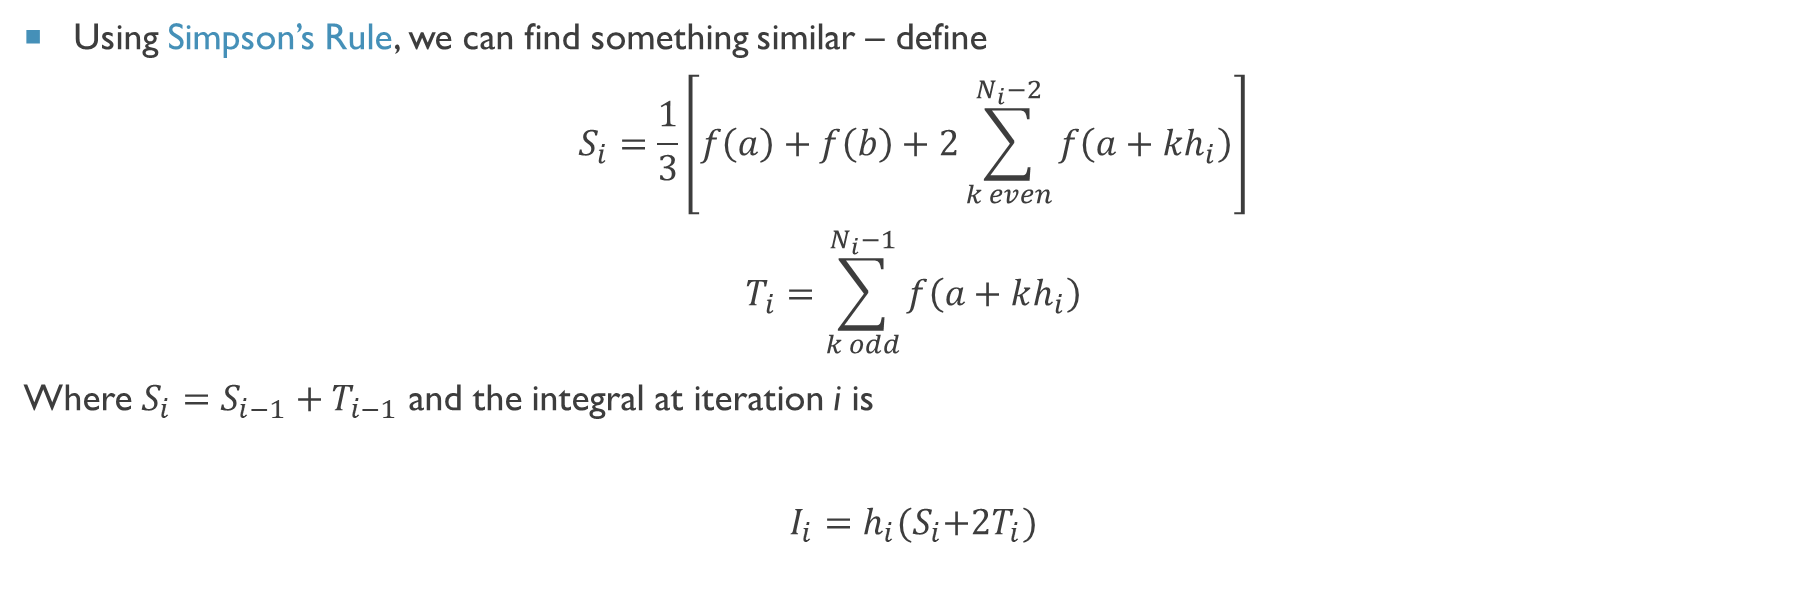 ▪ Using Simpson's Rule, we can find something similar – define
S_i = 1/3 [f(a) + f(b) + 2 ∑_{k even}^{N_i−2} f(a + kh_i)]
T_i = ∑_{k odd}^{N_i−1} f(a + kh_i)
Where S_i = S_{i−1} + T_{i−1} and the integral at iteration i is
I_i = h_i(S_i+2T_i)